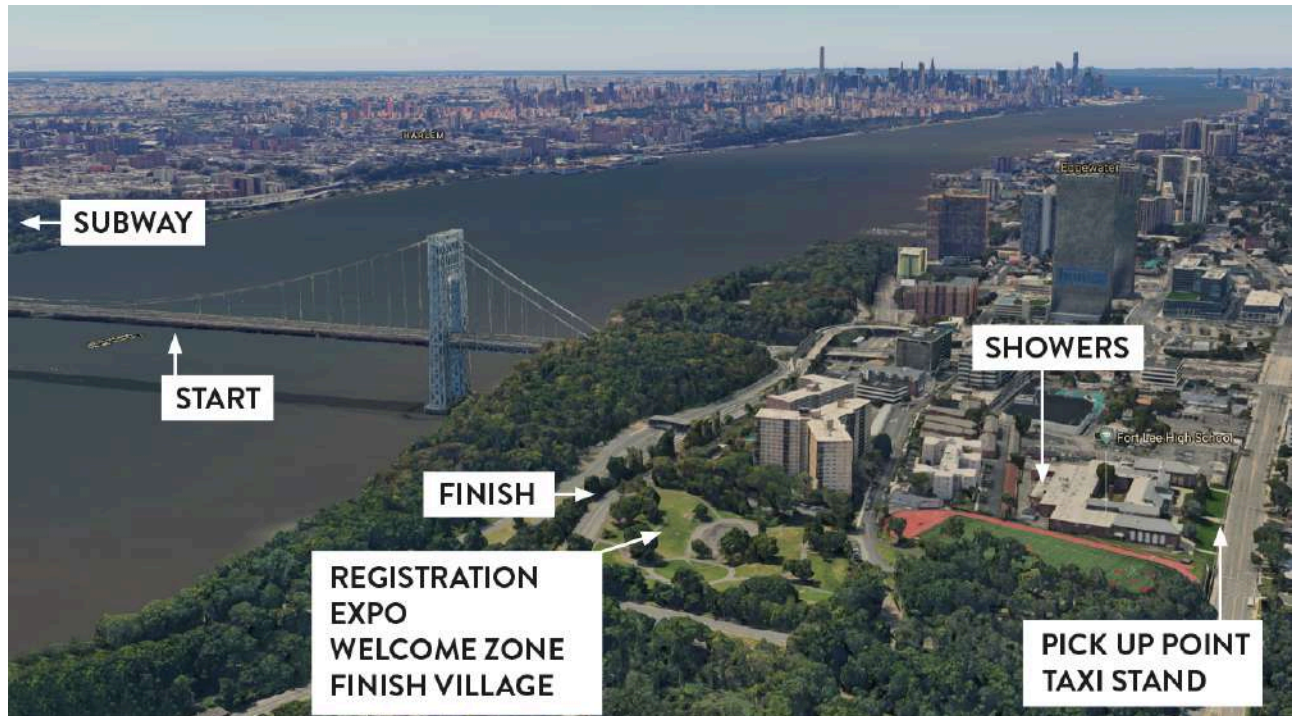 HARLEM
Edgewater
SUBWAY
START
SHOWERS
Fort Lee High School
FINISH
REGISTRATION
EXPO
WELCOME ZONE
FINISH VILLAGE
PICK UP POINT
TAXI STAND